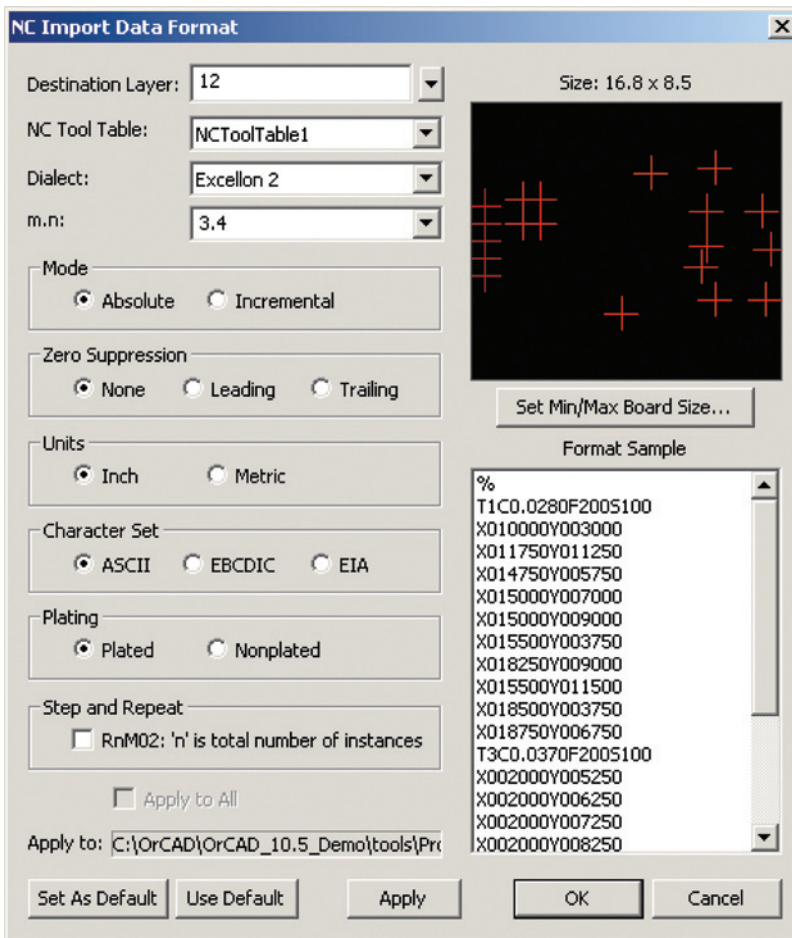 NC Import Data Format
Destination Layer: 12
NC Tool Table: NCToolTable1
Dialect: Excellon 2
m.n: 3.4
Mode
Absolute Incremental
Zero Suppression
None Leading Trailing
Units
Inch Metric
Character Set
ASCII EBCDIC EIA
Plating
Plated Nonplated
Step and Repeat
RnM02: 'n' is total number of instances
Apply to All
Apply to: C:\OrCAD\OrCAD_10.5_Demo\tools\Pro
Size: 16.8 x 8.5
Set Min/Max Board Size...
Format Sample
%
T1C0.0280F200S100
X010000Y003000
X011750Y011250
X014750Y005750
X015000Y007000
X015000Y009000
X015500Y003750
X018250Y009000
X015500Y011500
X018500Y003750
X018750Y006750
T3C0.0370F200S100
X002000Y005250
X002000Y006250
X002000Y007250
X002000Y008250
Set As Default Use Default Apply OK Cancel